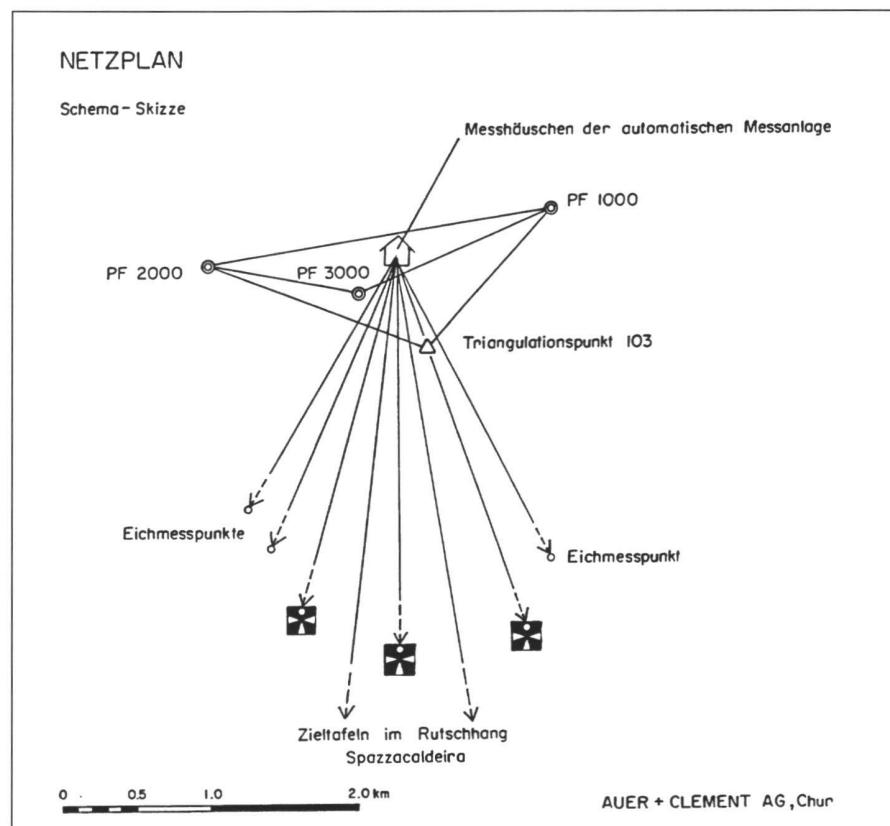 NETZPLAN
Schema - Skizze
Messhäuschen der automatischen Messanlage
PF 1000
PF 2000
PF 3000
Triangulationspunkt 103
Eichmesspunkte
Eichmesspunkt
Zieltafeln im Rutschhang
Spazzacaldeira
0 0.5 1.0 2.0 km
AUER + CLEMENT AG, Chur